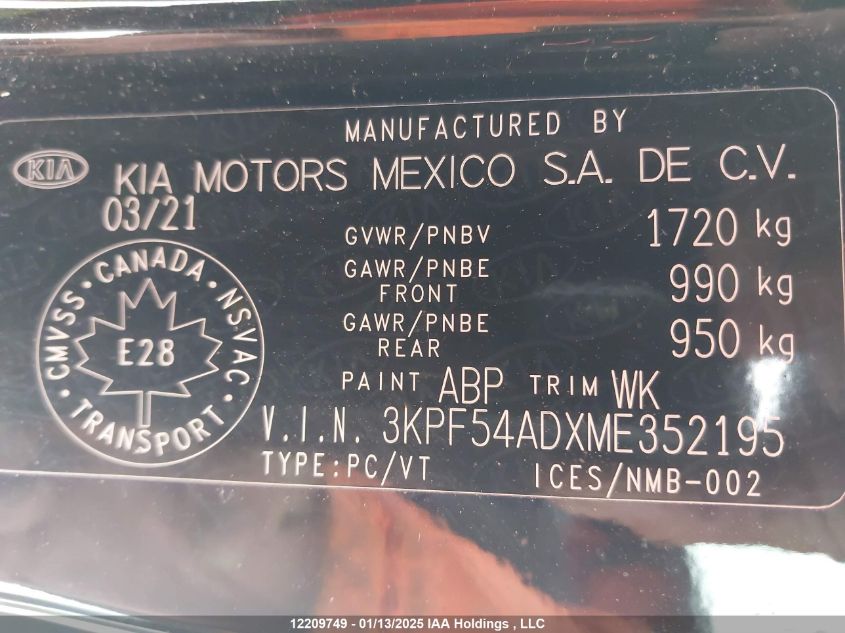 MANUFACTURED BY
KIA KIA MOTORS MEXICO S.A. DE C.V.
03/21
GVWR/PNBV 1720 kg
GAWR/PNBE FRONT 990 kg
GAWR/PNBE REAR 950 kg
CMVSS · CANADA · NSVAC · TRANSPORT ·
E28
PAINT ABP TRIM WK
V.I.N. 3KPF54ADXME352195
TYPE:PC/VT ICES/NMB-002
12209749 - 01/13/2025 IAA Holdings , LLC